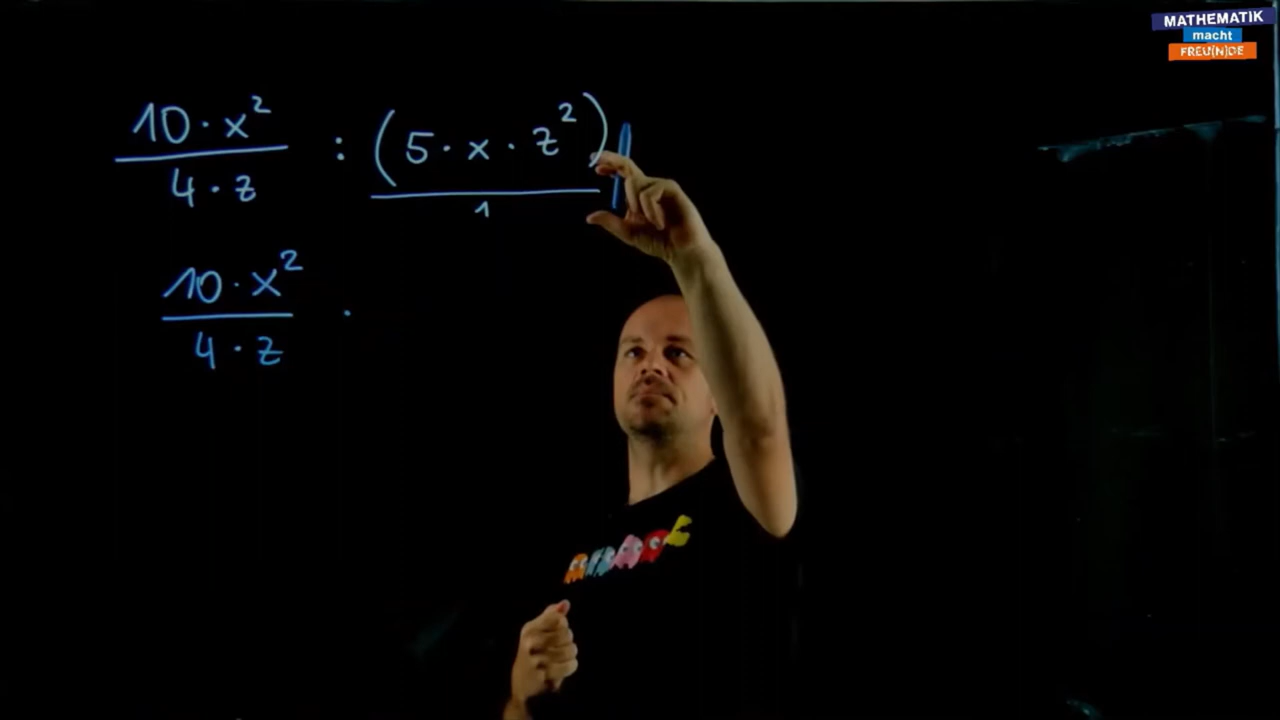 MATHEMATIK
macht
FREU(N)DE
10 · x²
4 · z
: (5 · x · z²)
1
10 · x²
4 · z
·